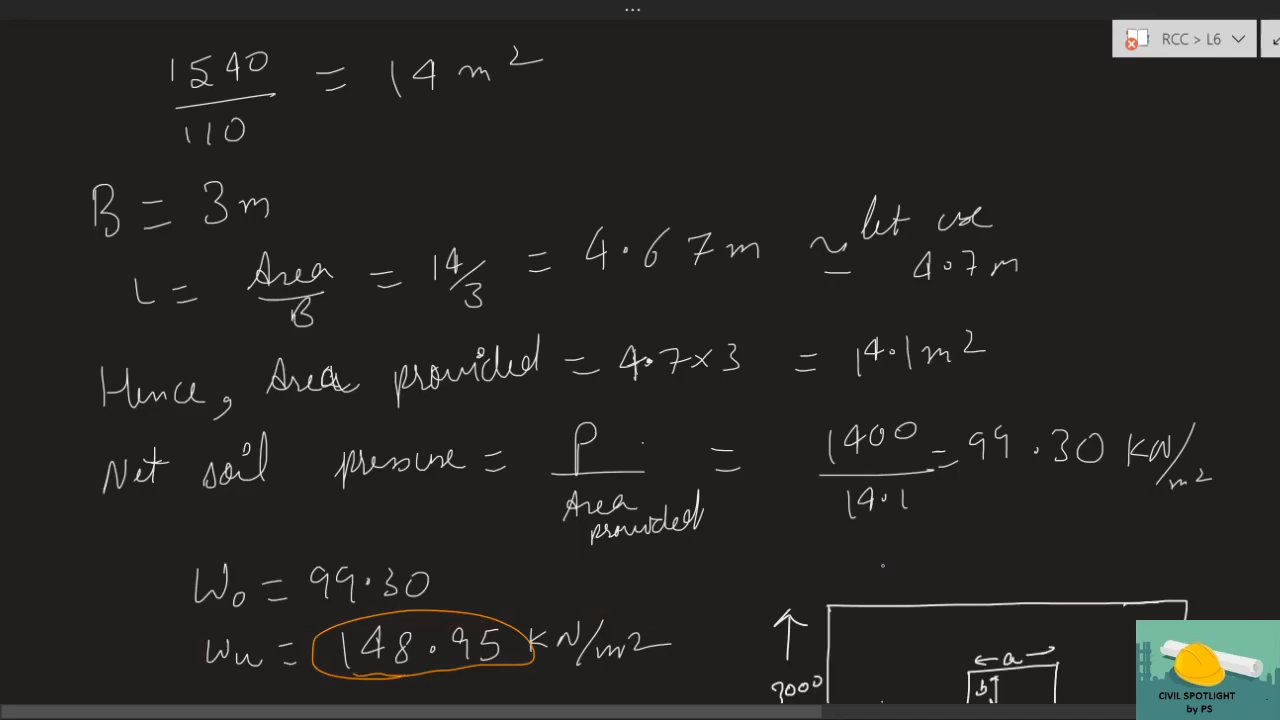 RCC > L6
1540/110 = 14 m²
B = 3m
L = Area/B = 14/3 = 4.67m ≃ let use 4.7m
Hence, Area provided = 4.7×3 = 14.1m²
Net soil pressure = P/Area provided = 1400/14.1 = 99.30 KN/m²
W₀ = 99.30
wu = 148.95 KN/m²
3000
a
b
CIVIL SPOTLIGHT
by PS